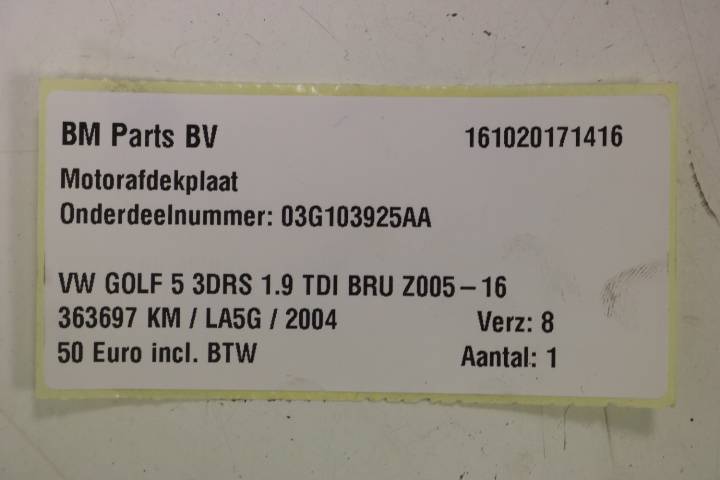 BM Parts BV 161020171416
Motorafdekplaat
Onderdeelnummer: 03G103925AA
VW GOLF 5 3DRS 1.9 TDI BRU Z005-16
363697 KM / LA5G / 2004 Verz: 8
50 Euro incl. BTW Aantal: 1